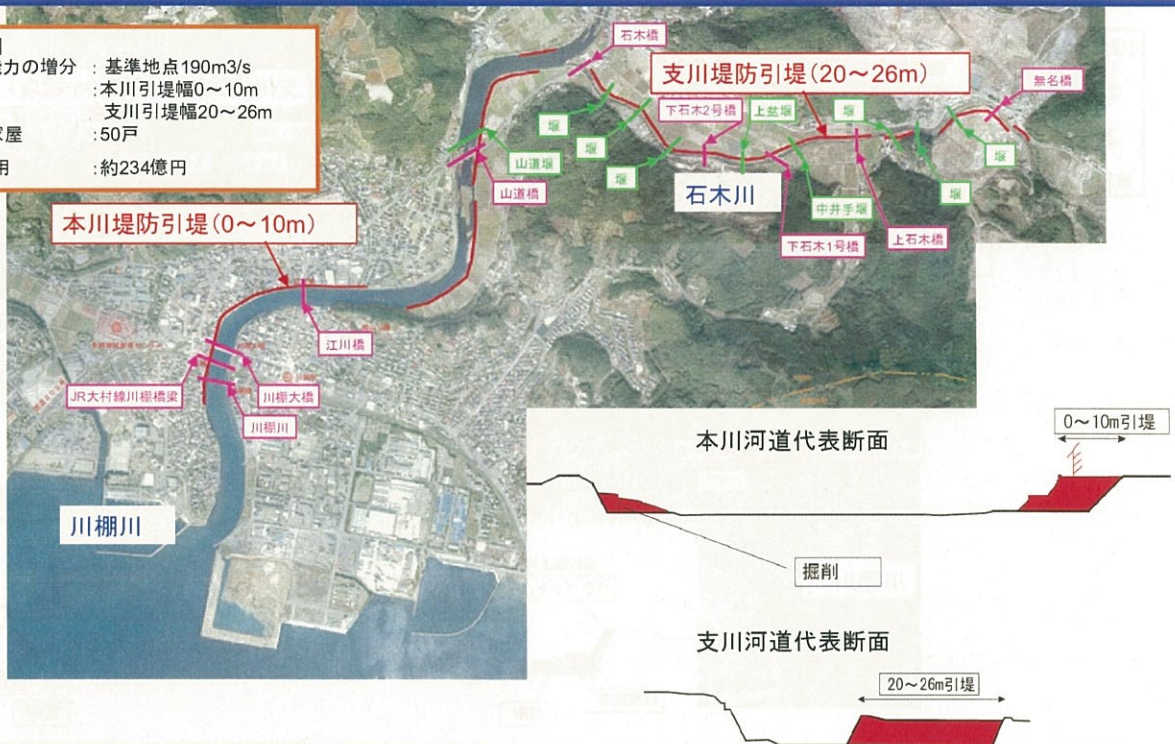 能力の増分 : 基準地点190m3/s
:本川引堤幅0～10m
支川引堤幅20～26m
家屋 :50戸
用 :約234億円
石木橋
支川堤防引堤(20～26m)
無名橋
下石木2号橋
上盆堰
堰
堰
堰
堰
堰
堰
山道堰
山道橋
石木川
中井手堰
下石木1号橋
上石木橋
本川堤防引堤(0～10m)
江川橋
JR大村線川棚橋梁
川棚大橋
川棚川
川棚川
本川河道代表断面
0～10m引堤
掘削
支川河道代表断面
20～26m引堤